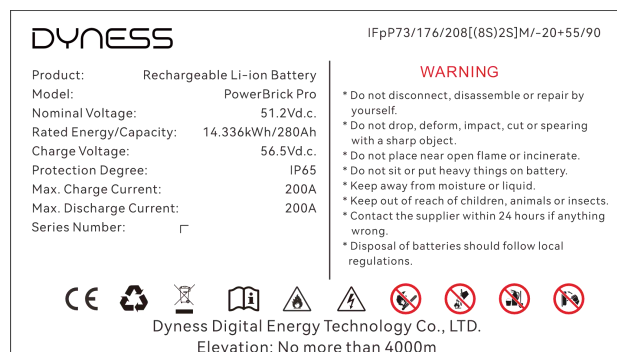 DYNESS
IFpP73/176/208[(8S)2S]M/-20+55/90
Product: Rechargeable Li-ion Battery
Model: PowerBrick Pro
Nominal Voltage: 51.2Vd.c.
Rated Energy/Capacity: 14.336kWh/280Ah
Charge Voltage: 56.5Vd.c.
Protection Degree: IP65
Max. Charge Current: 200A
Max. Discharge Current: 200A
Series Number:
WARNING
* Do not disconnect, disassemble or repair by
yourself.
* Do not drop, deform, impact, cut or spearing
with a sharp object.
* Do not place near open flame or incinerate.
* Do not sit or put heavy things on battery.
* Keep away from moisture or liquid.
* Keep out of reach of children, animals or insects.
* Contact the supplier within 24 hours if anything
wrong.
* Disposal of batteries should follow local
regulations.
CE
Dyness Digital Energy Technology Co., LTD.
Elevation: No more than 4000m